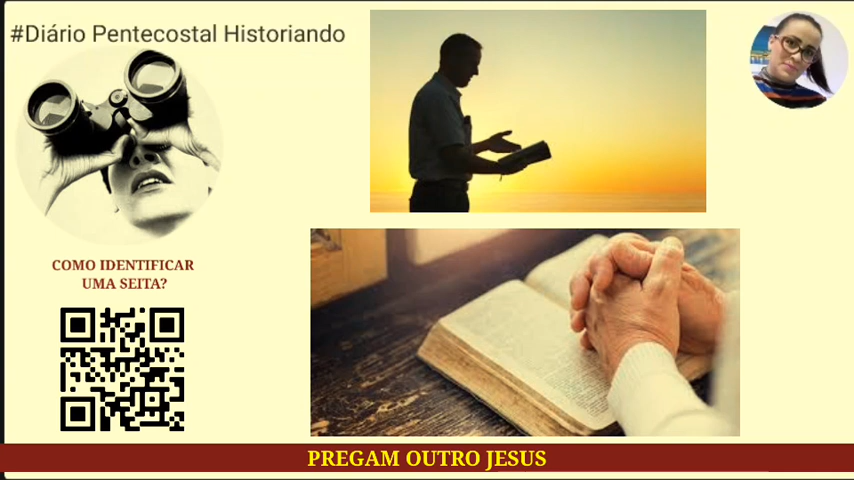 #Diário Pentecostal Historiando
COMO IDENTIFICAR
UMA SEITA?
PREGAM OUTRO JESUS